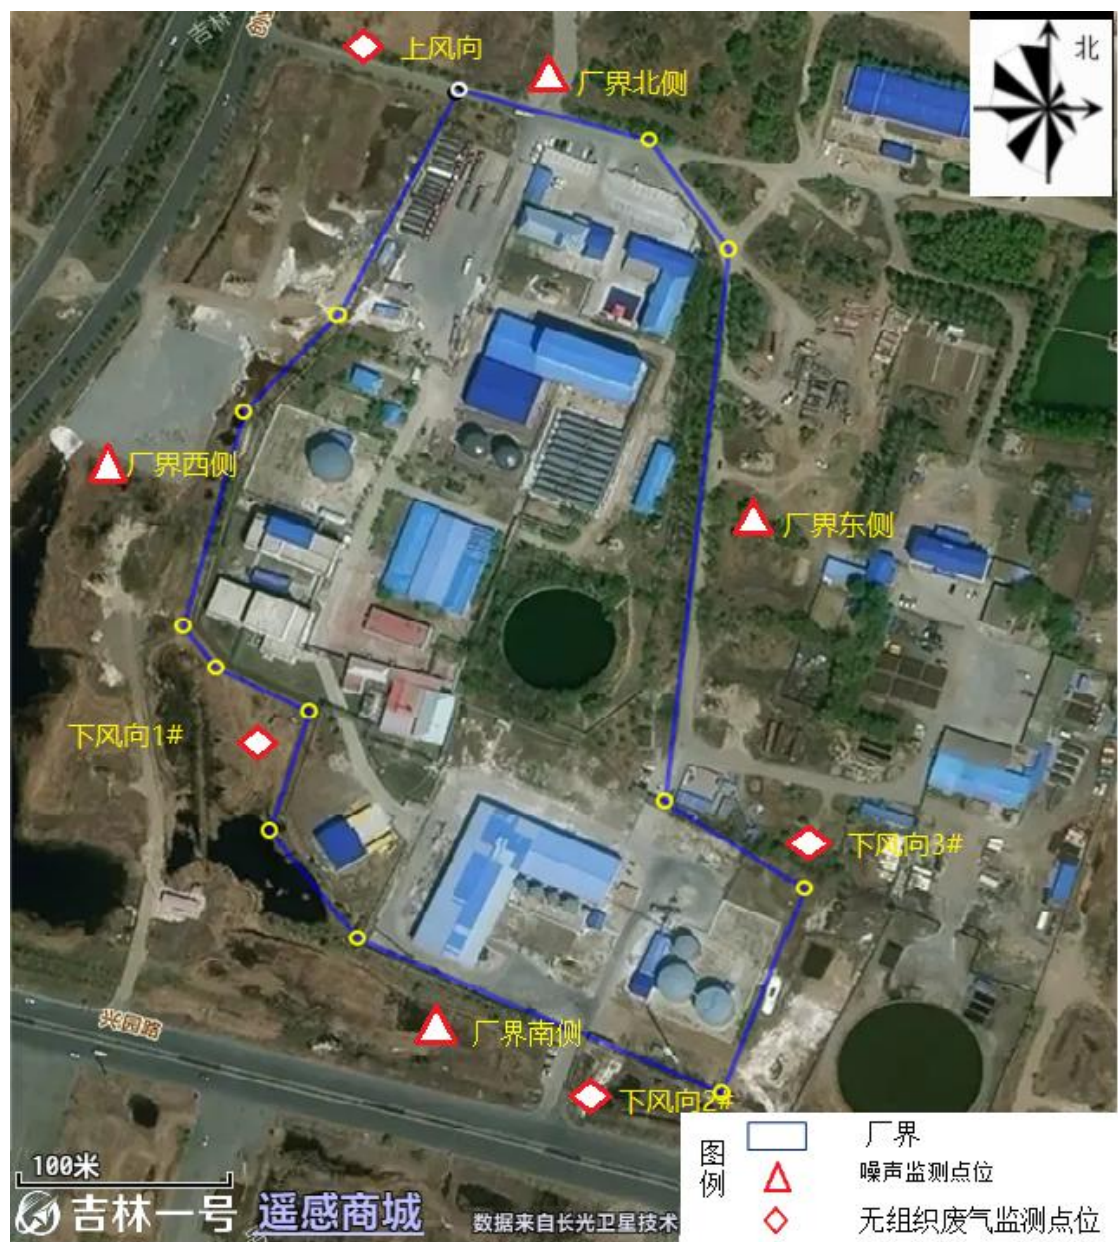 吉林
创
上风向
厂界北侧
北
厂界西侧
厂界东侧
下风向1#
下风向3#
兴园路
厂界南侧
下风向2#
图例
厂界
噪声监测点位
无组织废气监测点位
100米
吉林一号 遥感商城
数据来自长光卫星技术